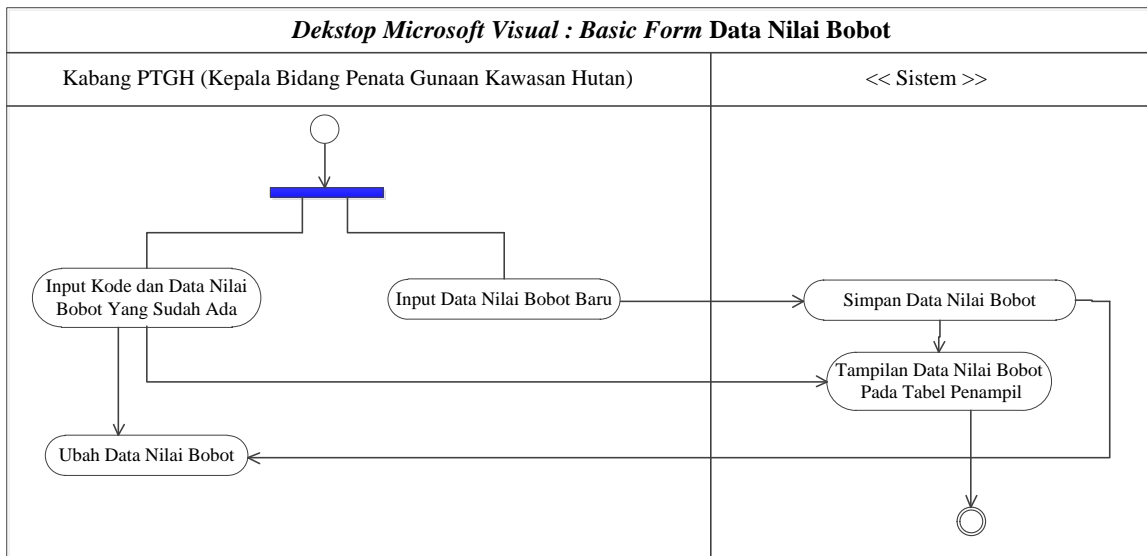 Dekstop Microsoft Visual : Basic Form Data Nilai Bobot
Kabang PTGH (Kepala Bidang Penata Gunaan Kawasan Hutan)
<< Sistem >>
Input Kode dan Data Nilai
Bobot Yang Sudah Ada
Input Data Nilai Bobot Baru
Simpan Data Nilai Bobot
Tampilan Data Nilai Bobot
Pada Tabel Penampil
Ubah Data Nilai Bobot